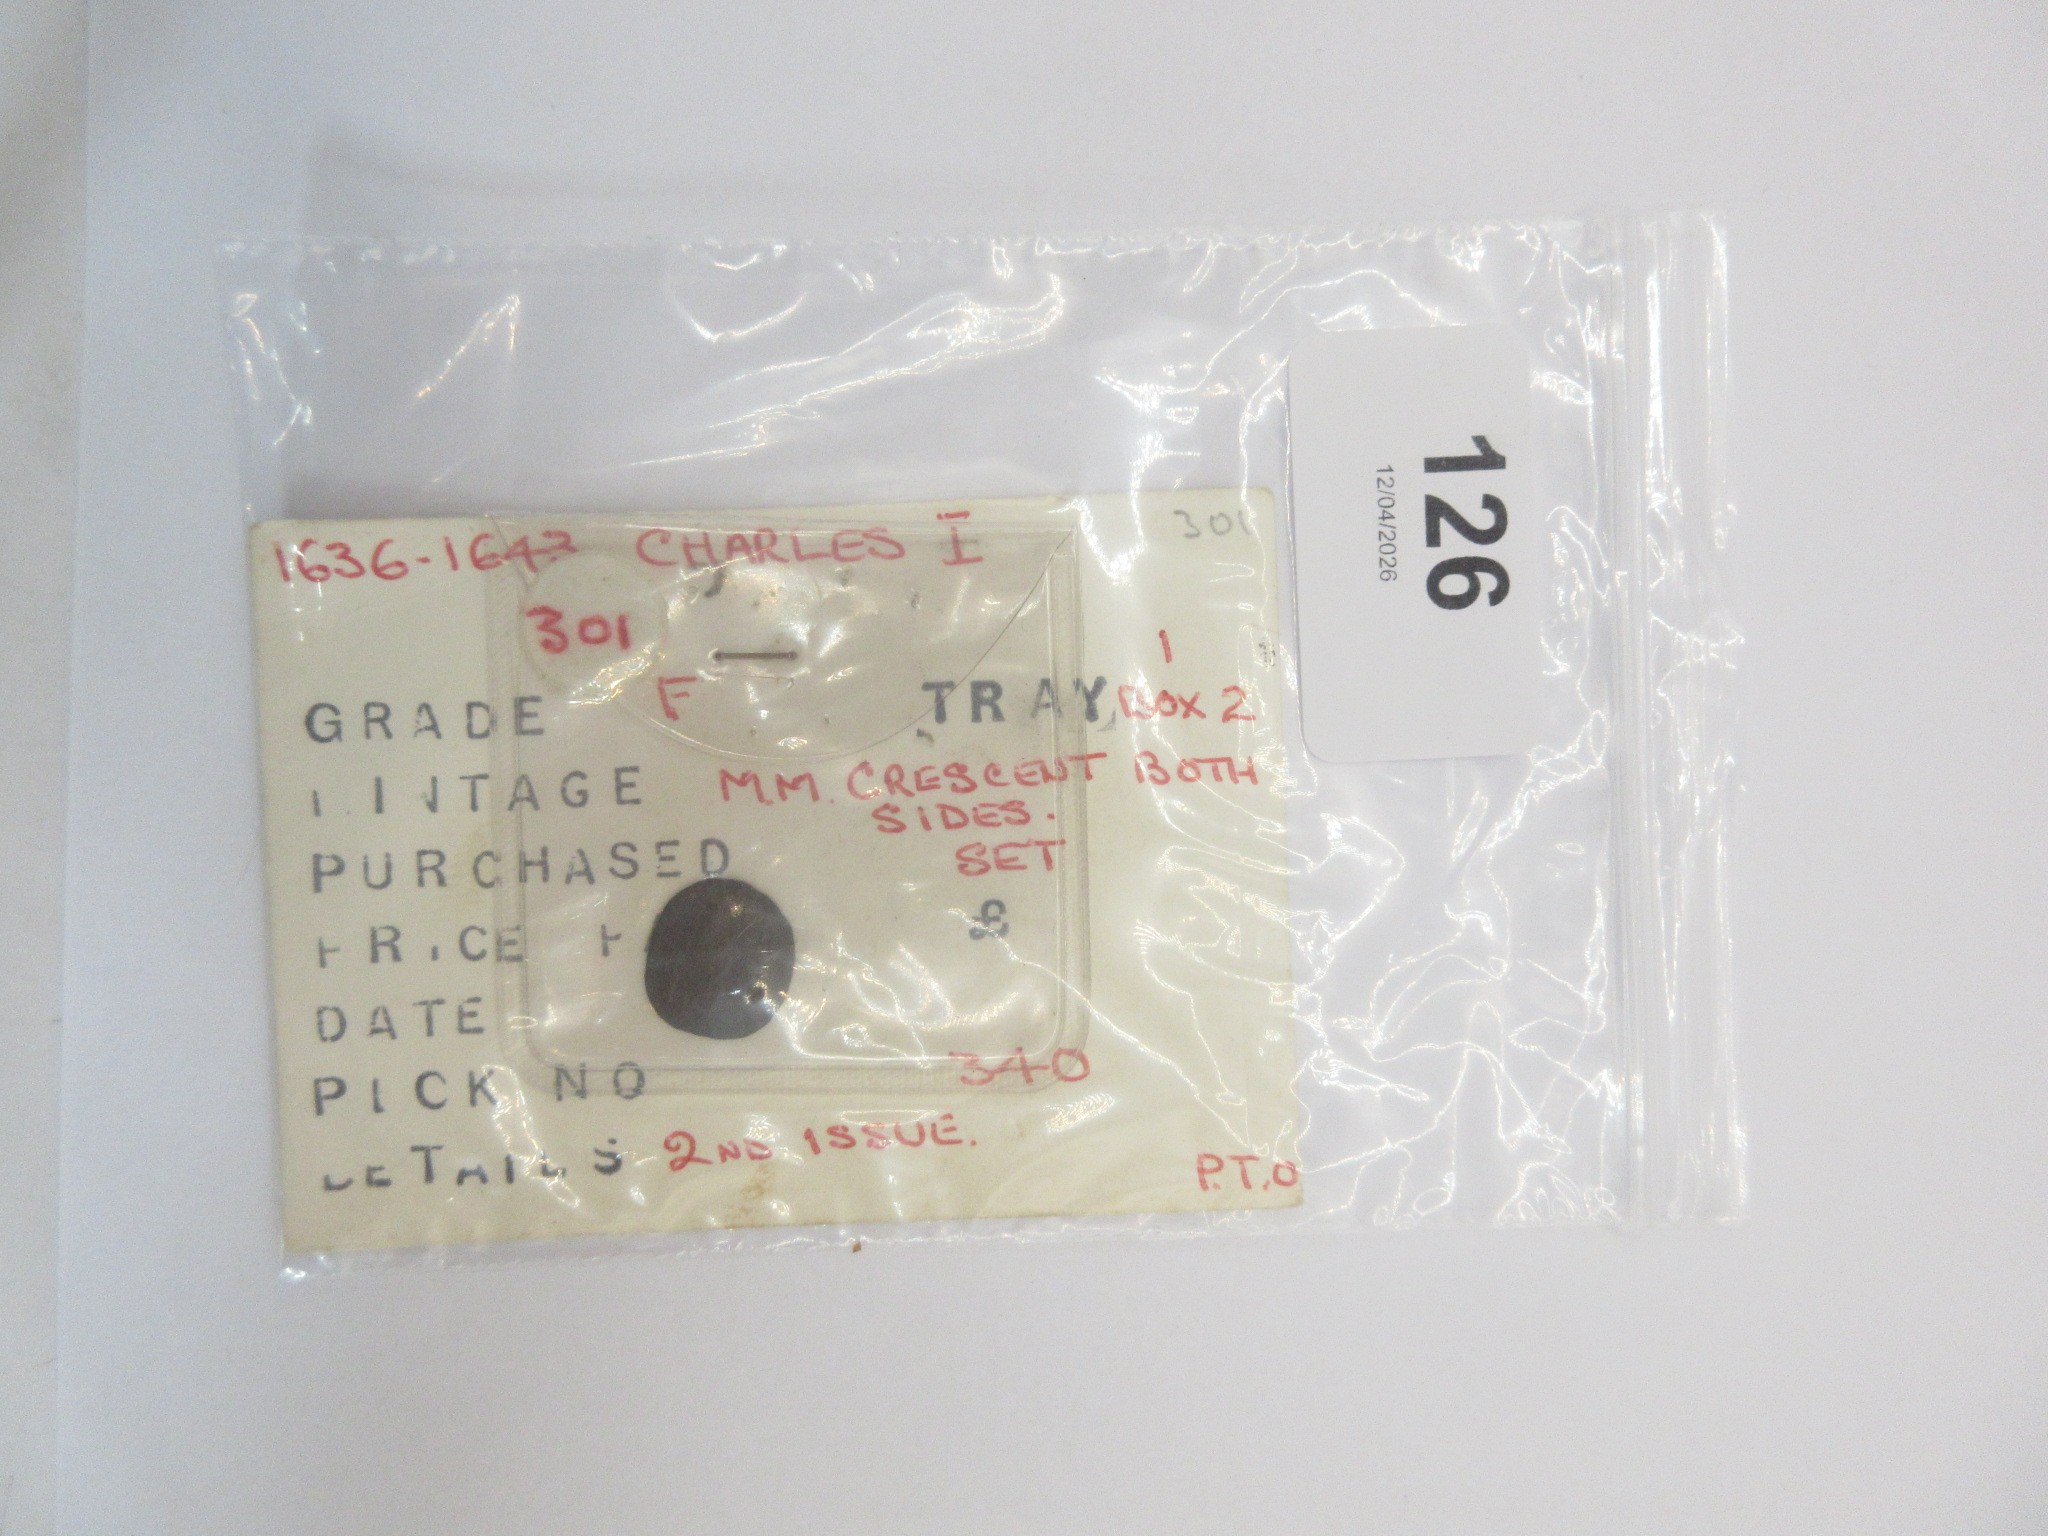 1636-1643 CHARLES I
301
301
GRADE F TRAY 1 BOX 2
MINTAGE M.M. CRESCENT BOTH
SIDES.
PURCHASED SET
PRICE £
DATE
PICK NO 340
DETAILS 2ND ISSUE.
P.T.O
126
12/04/2026